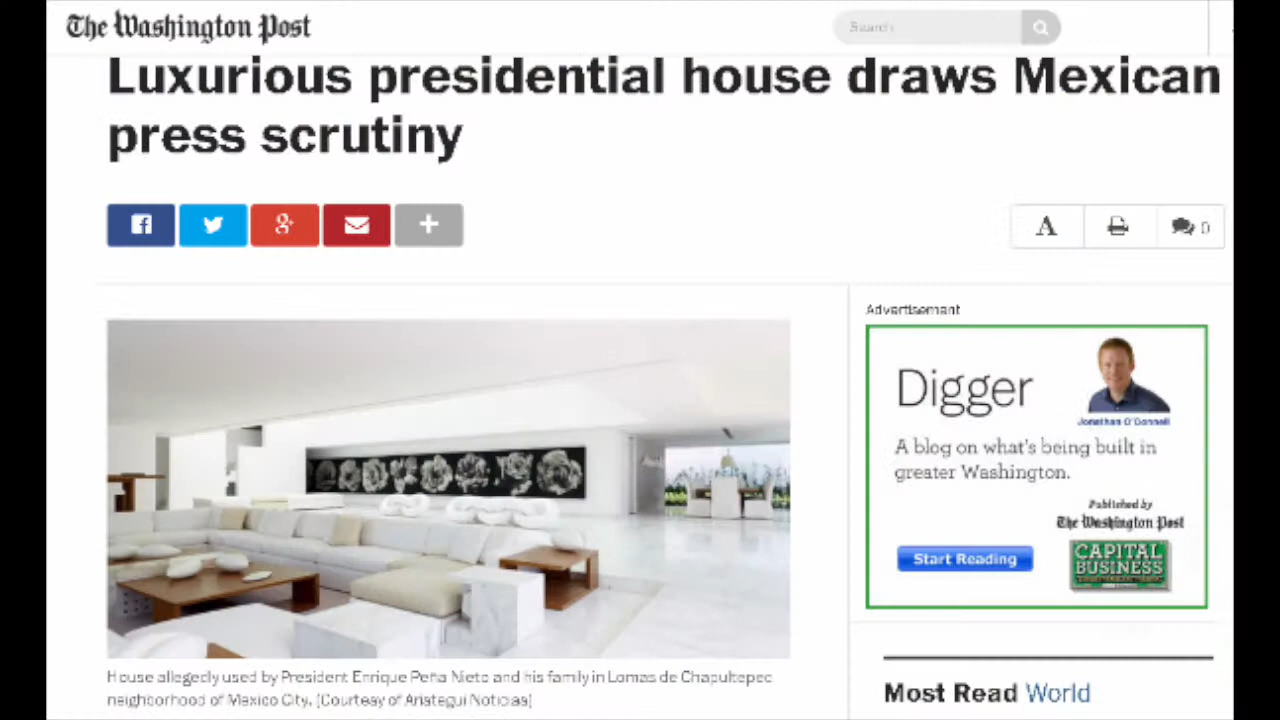 The Washington Post
Search
Luxurious presidential house draws Mexican
press scrutiny
A
0
Advertisement
Digger
Jonathan O'Connell
A blog on what's being built in
greater Washington.
Published by
The Washington Post
Start Reading
CAPITAL
BUSINESS
House allegedly used by President Enrique Peña Nieto and his family in Lomas de Chapultepec
neighborhood of Mexico City. (Courtesy of Aristegui Noticias)
Most Read World